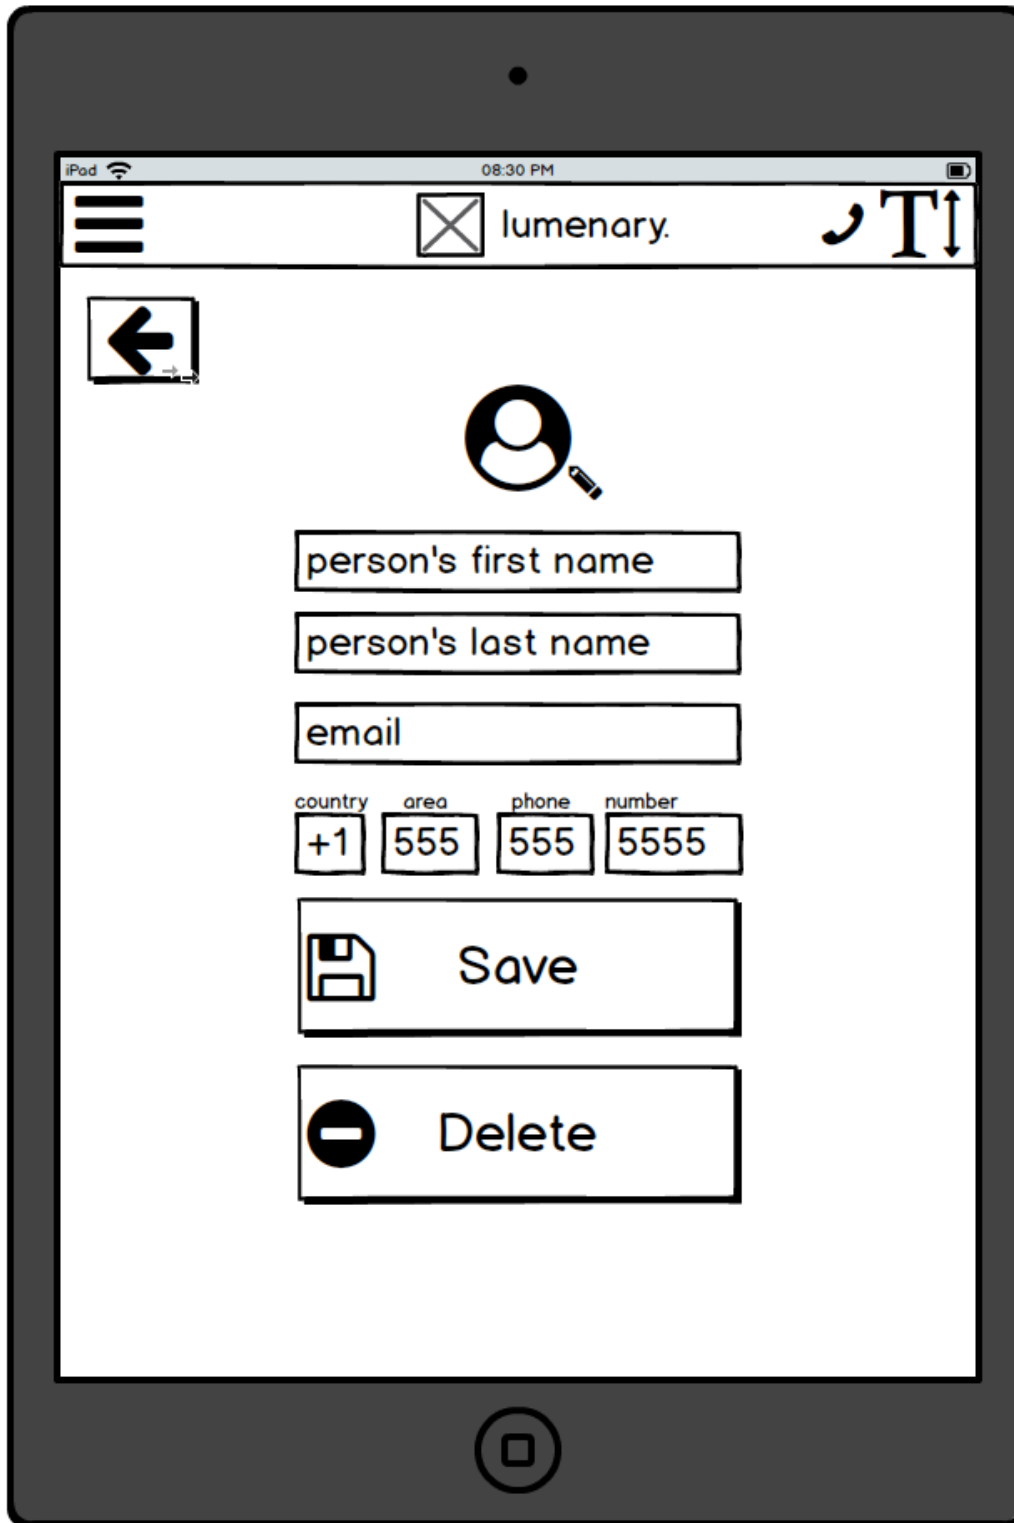 iPad 08:30 PM
lumenary. T
person's first name
person's last name
email
country area phone number
+1 555 555 5555
Save
Delete